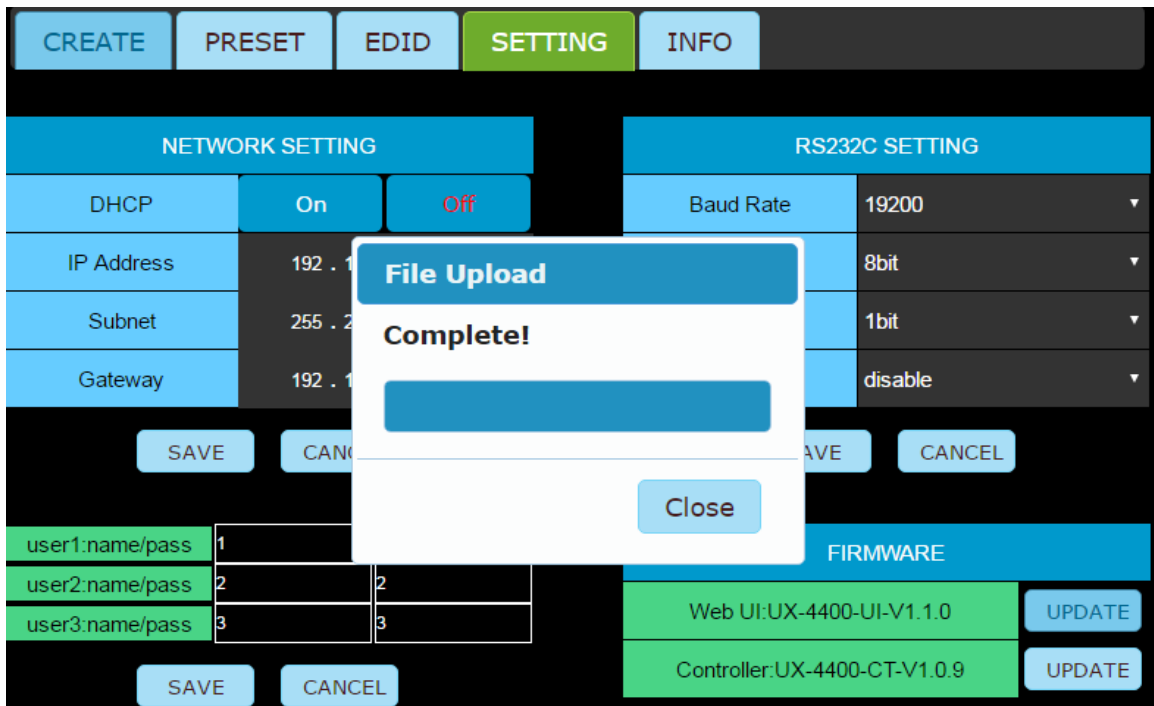 CREATE PRESET EDID SETTING INFO
NETWORK SETTING
DHCP On Off
IP Address 192 . 1
Subnet 255 . 2
Gateway 192 . 1
SAVE CANC
RS232C SETTING
Baud Rate 19200
8bit
1bit
disable
AVE CANCEL
File Upload
Complete!
Close
user1:name/pass 1
user2:name/pass 2 2
user3:name/pass 3 3
SAVE CANCEL
FIRMWARE
Web UI:UX-4400-UI-V1.1.0 UPDATE
Controller:UX-4400-CT-V1.0.9 UPDATE